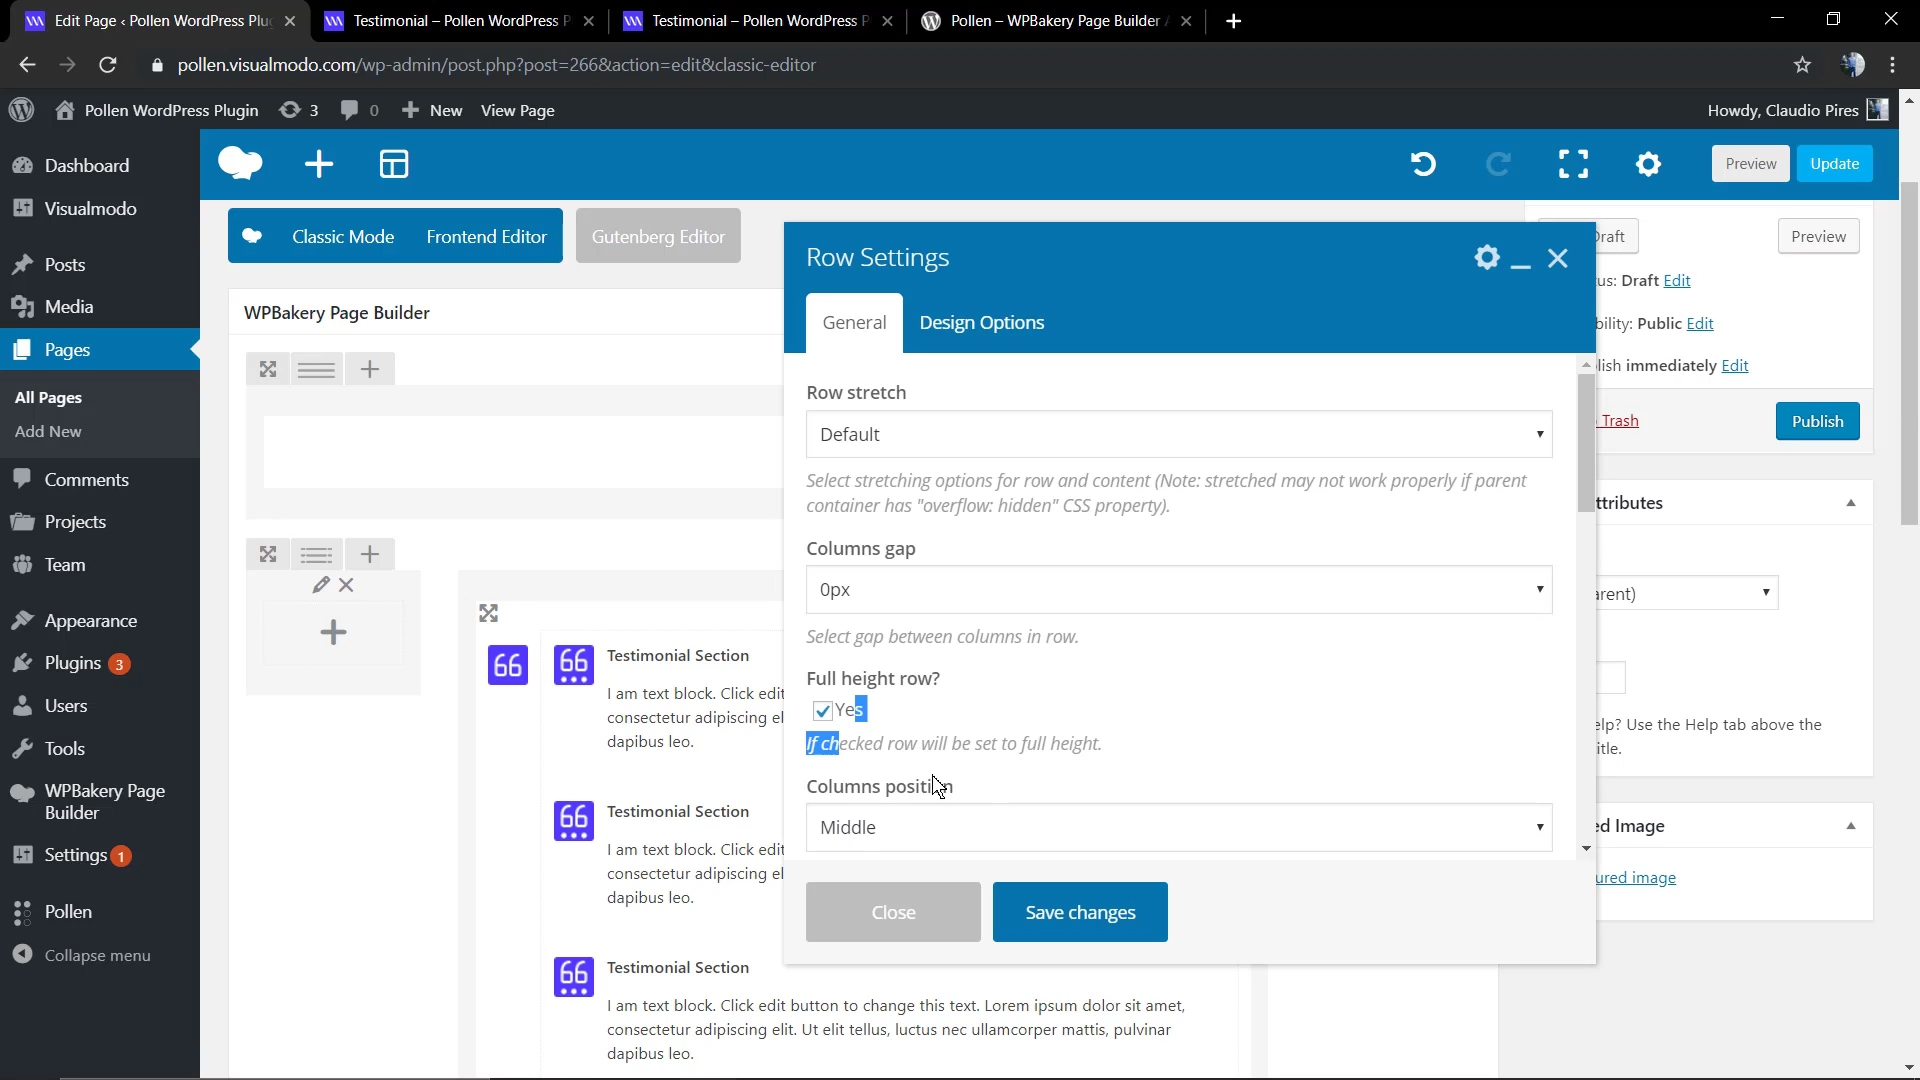 Edit Page ‹ Pollen WordPress Plu
Testimonial – Pollen WordPress P
Testimonial – Pollen WordPress P
Pollen – WPBakery Page Builder
pollen.visualmodo.com/wp-admin/post.php?post=266&action=edit&classic-editor
Pollen WordPress Plugin 3 0 New View Page
Howdy, Claudio Pires
Dashboard
Visualmodo
Posts
Media
Pages
All Pages
Add New
Comments
Projects
Team
Appearance
Plugins 3
Users
Tools
WPBakery Page
Builder
Settings 1
Pollen
Collapse menu
Preview Update
Classic Mode Frontend Editor Gutenberg Editor
WPBakery Page Builder
Testimonial Section
I am text block. Click edit
consectetur adipiscing el
dapibus leo.
Testimonial Section
I am text block. Click edit
consectetur adipiscing el
dapibus leo.
Testimonial Section
I am text block. Click edit button to change this text. Lorem ipsum dolor sit amet,
consectetur adipiscing elit. Ut elit tellus, luctus nec ullamcorper mattis, pulvinar
dapibus leo.
Row Settings
General Design Options
Row stretch
Default
Select stretching options for row and content (Note: stretched may not work properly if parent
container has "overflow: hidden" CSS property).
Columns gap
0px
Select gap between columns in row.
Full height row?
Yes
If checked row will be set to full height.
Columns position
Middle
Close Save changes
raft Preview
us: Draft Edit
bility: Public Edit
lish immediately Edit
Trash Publish
ttributes
arent)
elp? Use the Help tab above the
itle.
ed Image
ured image